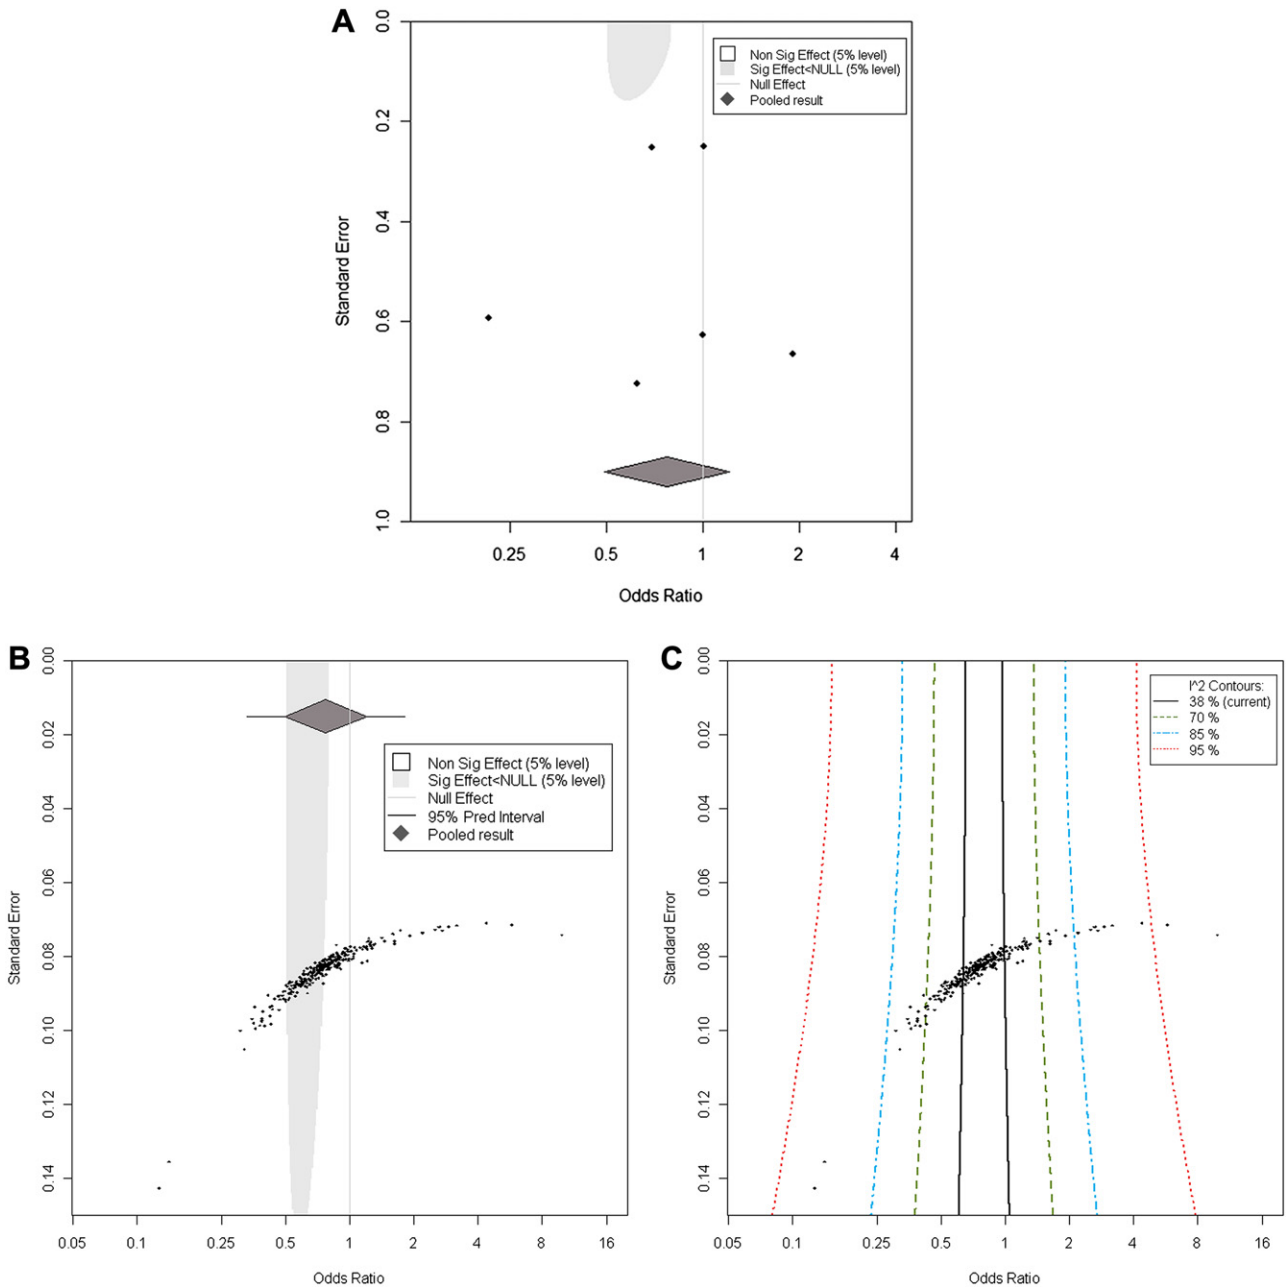 A
Non Sig Effect (5% level)
Sig Effect<NULL (5% level)
Null Effect
Pooled result
Standard Error
0.0
0.2
0.4
0.6
0.8
1.0
0.25 0.5 1 2 4
Odds Ratio
B
Non Sig Effect (5% level)
Sig Effect<NULL (5% level)
Null Effect
95% Pred Interval
Pooled result
Standard Error
0.00
0.02
0.04
0.06
0.08
0.10
0.12
0.14
0.05 0.1 0.25 0.5 1 2 4 8 16
Odds Ratio
C
I^2 Contours:
38 % (current)
70 %
85 %
95 %
Standard Error
0.00
0.02
0.04
0.06
0.08
0.10
0.12
0.14
0.05 0.1 0.25 0.5 1 2 4 8 16
Odds Ratio